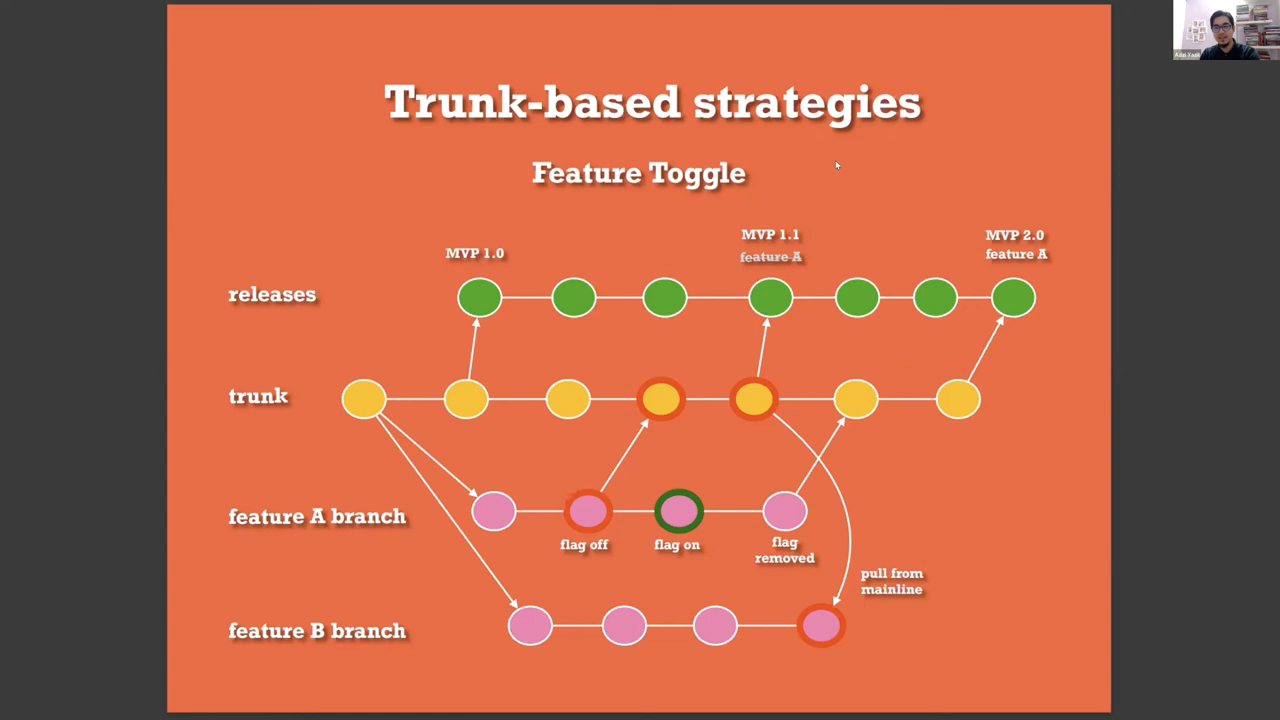 Trunk-based strategies
Feature Toggle
MVP 1.0
MVP 1.1
feature A
MVP 2.0
feature A
releases
trunk
feature A branch
flag off
flag on
flag
removed
pull from
mainline
feature B branch